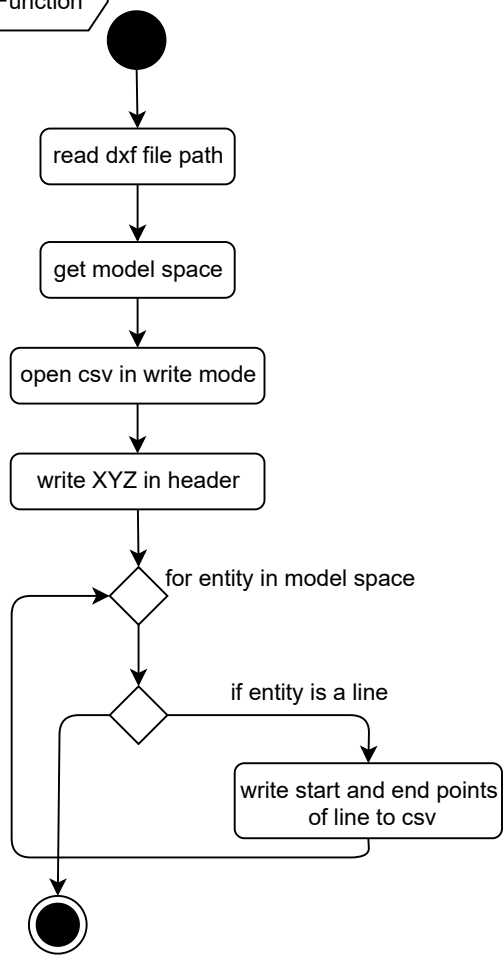 Function
read dxf file path
get model space
open csv in write mode
write XYZ in header
for entity in model space
if entity is a line
write start and end points
of line to csv